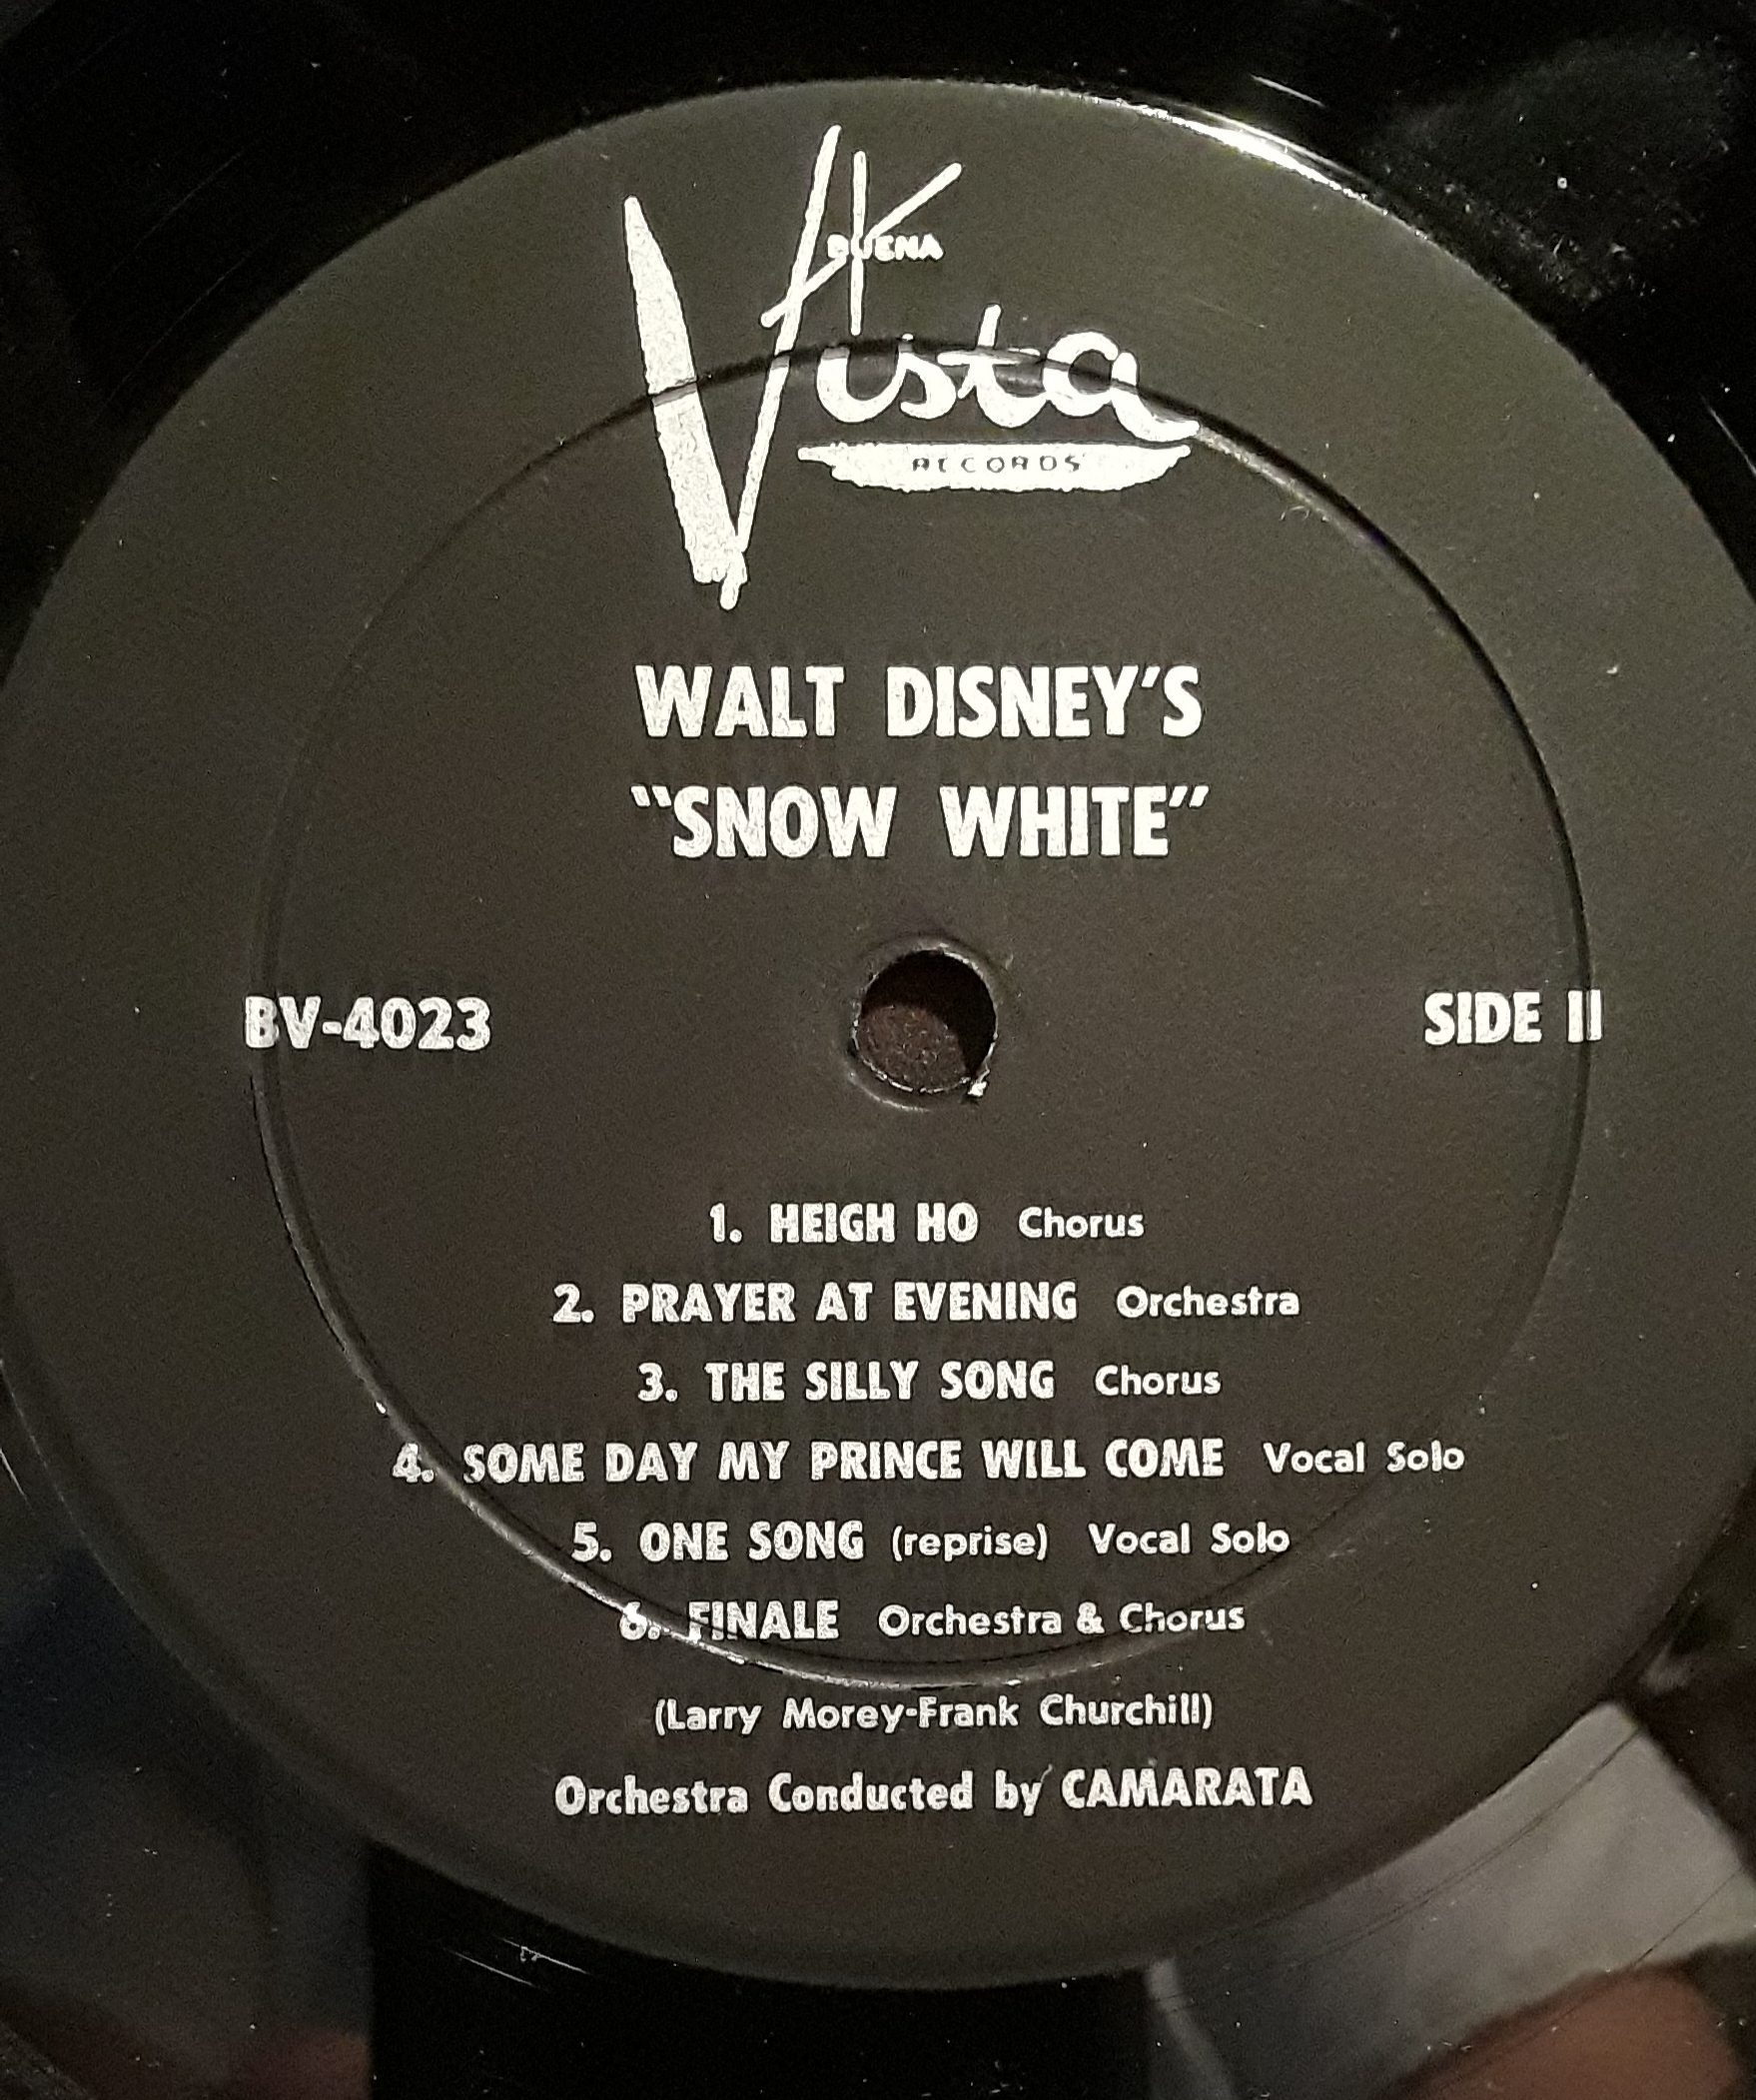 BUENA
Vista
RECORDS
WALT DISNEY'S
"SNOW WHITE"
BV-4023
SIDE II
1. HEIGH HO Chorus
2. PRAYER AT EVENING Orchestra
3. THE SILLY SONG Chorus
4. SOME DAY MY PRINCE WILL COME Vocal Solo
5. ONE SONG (reprise) Vocal Solo
6. FINALE Orchestra & Chorus
(Larry Morey-Frank Churchill)
Orchestra Conducted by CAMARATA